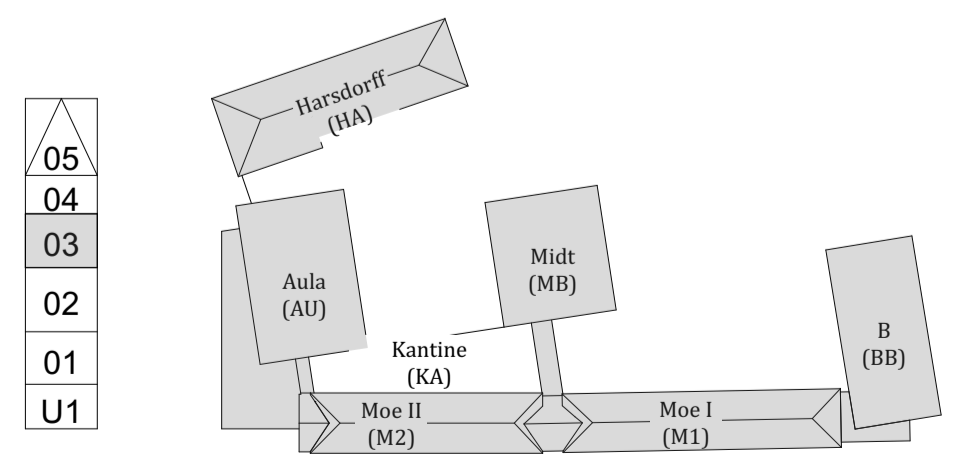 05
04
03
02
01
U1
Harsdorff
(HA)
Aula
(AU)
Midt
(MB)
B
(BB)
Kantine
(KA)
Moe II
(M2)
Moe I
(M1)